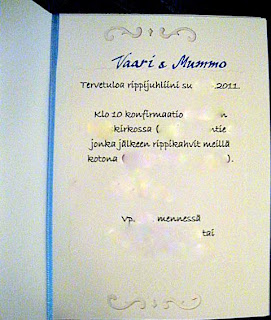 Vaari & Mummo
Tervetuloa rippijuhliini su 2011.
Klo 10 konfirmaatio n
kirkossa ( tie
jonka jälkeen rippikahvit meillä
kotona ( ).
Vp. mennessä
tai